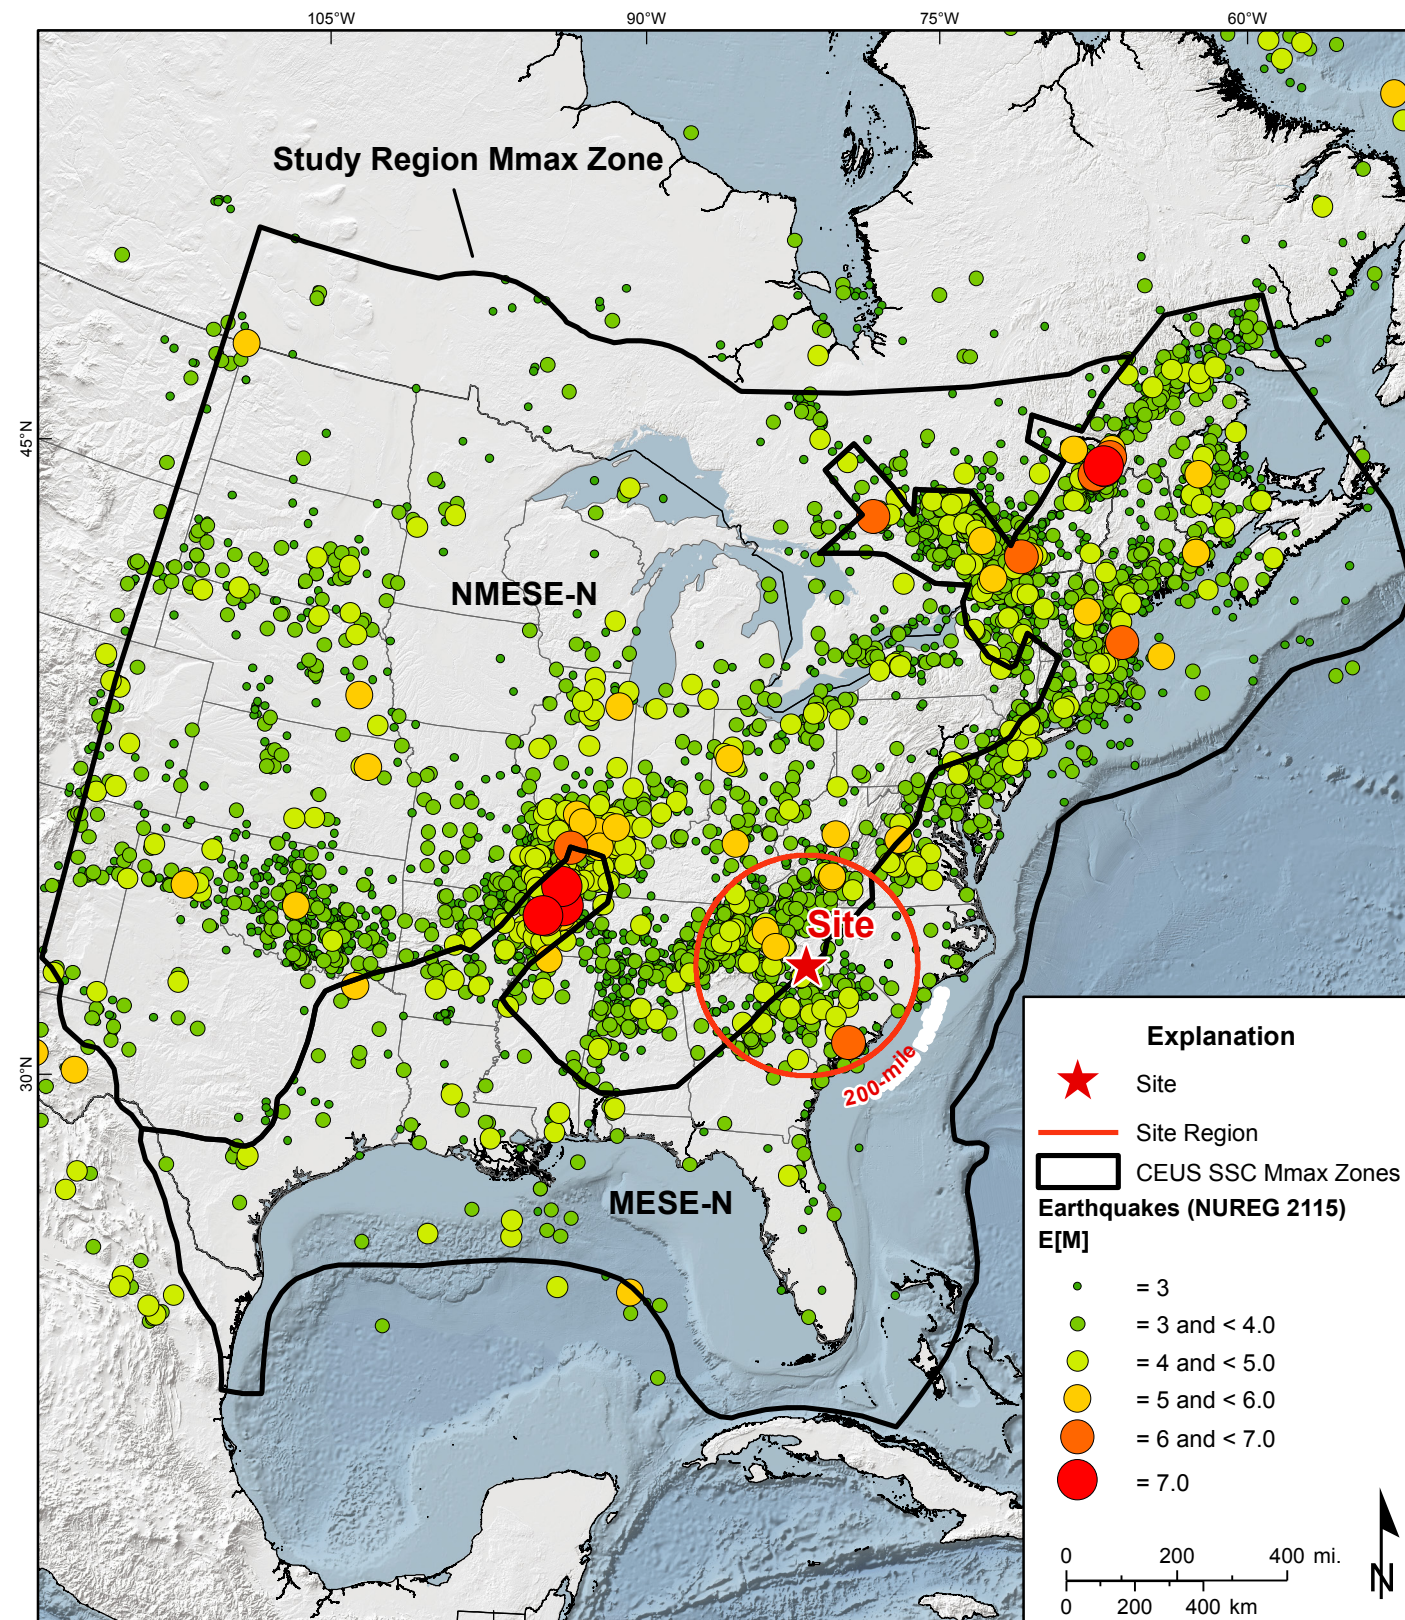 105°W 90°W 75°W 60°W
Study Region Mmax Zone
45°N
NMESE-N
Site
30°N
200-mile
MESE-N
Explanation
Site
Site Region
CEUS SSC Mmax Zones
Earthquakes (NUREG 2115)
E[M]
= 3
= 3 and < 4.0
= 4 and < 5.0
= 5 and < 6.0
= 6 and < 7.0
= 7.0
0 200 400 mi.
0 200 400 km
N